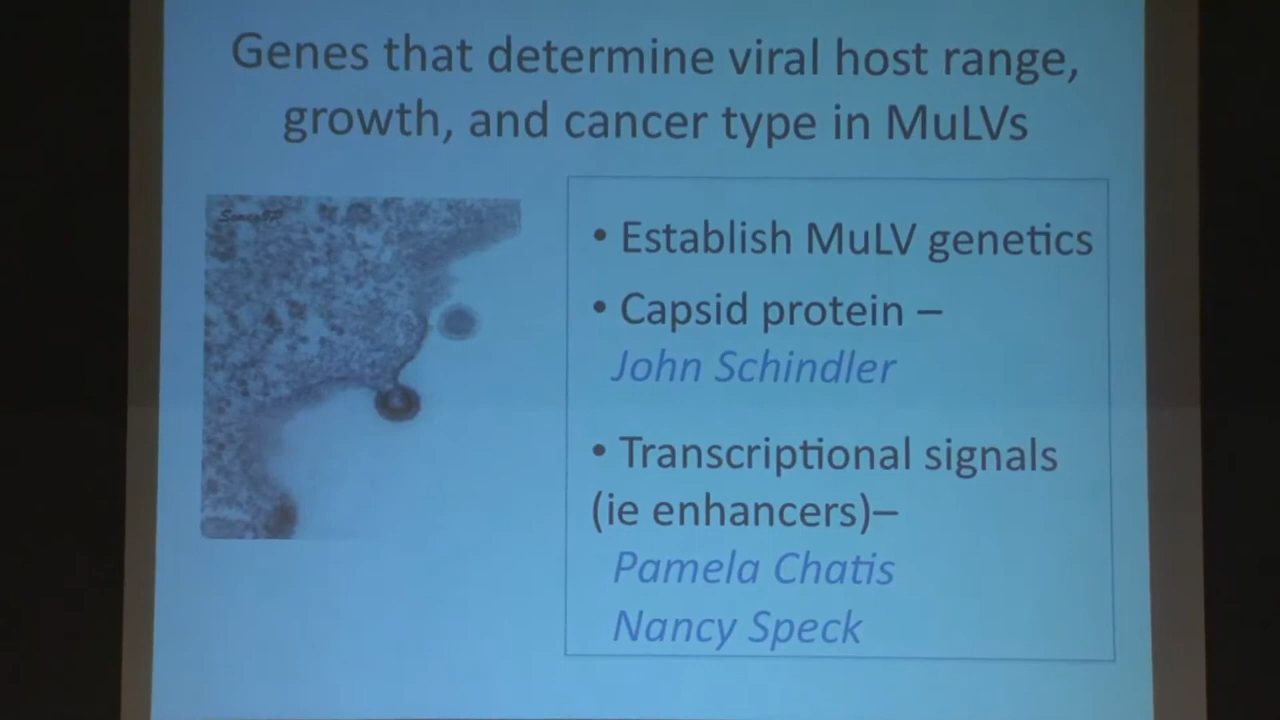 Genes that determine viral host range,
growth, and cancer type in MuLVs
• Establish MuLV genetics
• Capsid protein –
John Schindler
• Transcriptional signals
(ie enhancers)–
Pamela Chatis
Nancy Speck